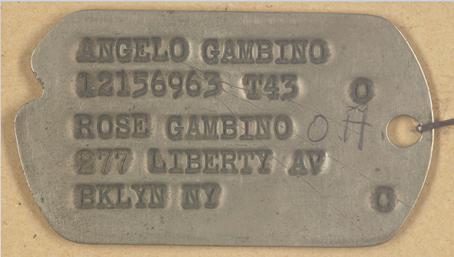 ANGELO GAMBINO
12156963 T43 O
ROSE GAMBINO
277 LIBERTY AV
BKLYN NY C